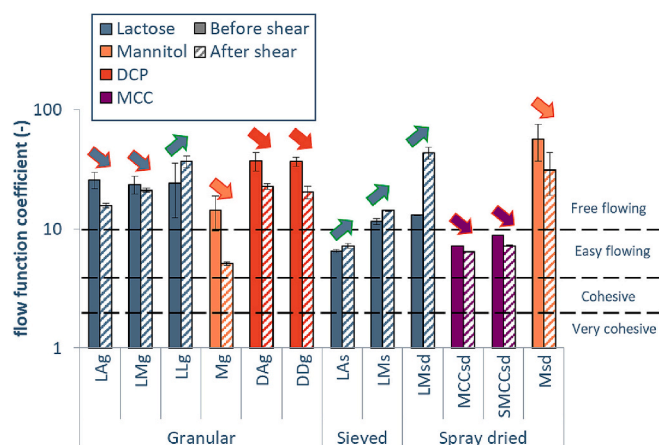 Lactose
Before shear
Mannitol
After shear
DCP
MCC
flow function coefficient (-)
100
10
1
Free flowing
Easy flowing
Cohesive
Very cohesive
LAg
LMg
LLg
Mg
DAg
DDg
LAs
LMs
LMsd
MCCsd
SMCCsd
Msd
Granular
Sieved
Spray dried